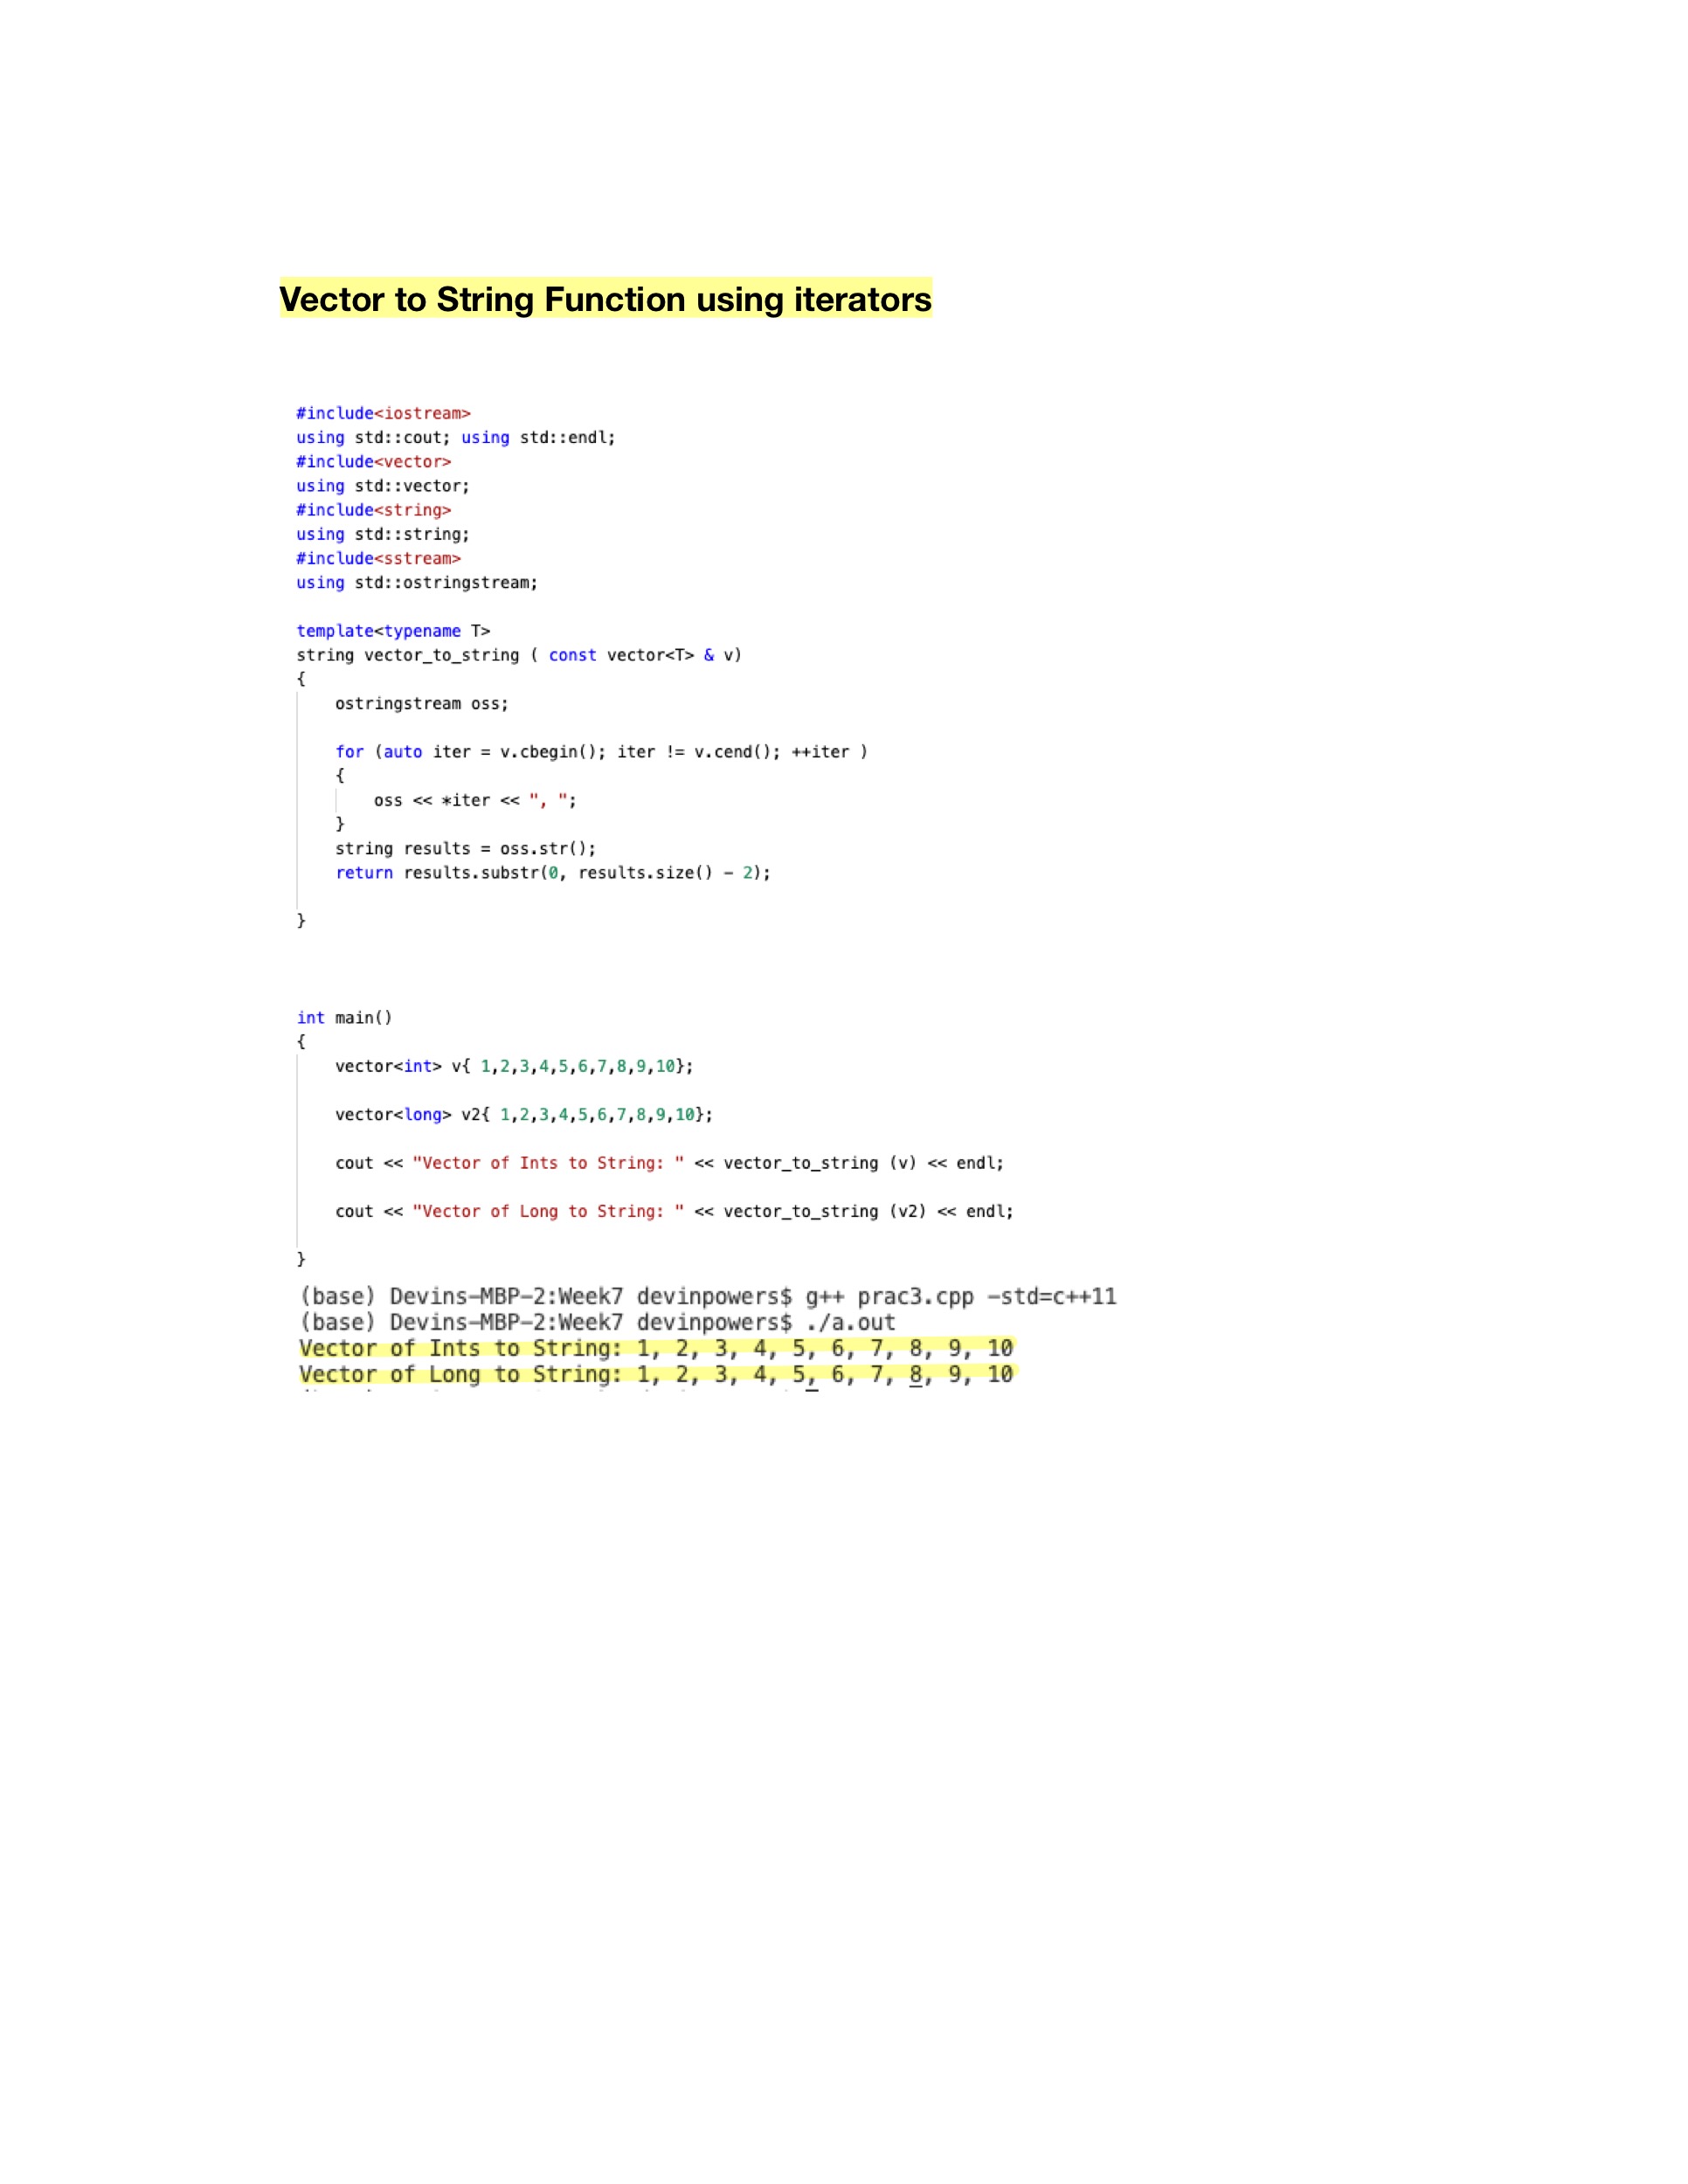 Vector to String Function using iterators
#include<iostream>
using std::cout; using std::endl;
#include<vector>
using std::vector;
#include<string>
using std::string;
#include<sstream>
using std::ostringstream;
template<typename T>
string vector_to_string ( const vector<T> & v)
{
ostringstream oss;
for (auto iter = v.cbegin(); iter != v.cend(); ++iter )
{
oss << *iter << ", ";
}
string results = oss.str();
return results.substr(0, results.size() - 2);
}
int main()
{
vector<int> v{ 1,2,3,4,5,6,7,8,9,10};
vector<long> v2{ 1,2,3,4,5,6,7,8,9,10};
cout << "Vector of Ints to String: " << vector_to_string (v) << endl;
cout << "Vector of Long to String: " << vector_to_string (v2) << endl;
}
(base) Devins-MBP-2:Week7 devinpowers$ g++ prac3.cpp -std=c++11
(base) Devins-MBP-2:Week7 devinpowers$ ./a.out
Vector of Ints to String: 1, 2, 3, 4, 5, 6, 7, 8, 9, 10
Vector of Long to String: 1, 2, 3, 4, 5, 6, 7, 8, 9, 10